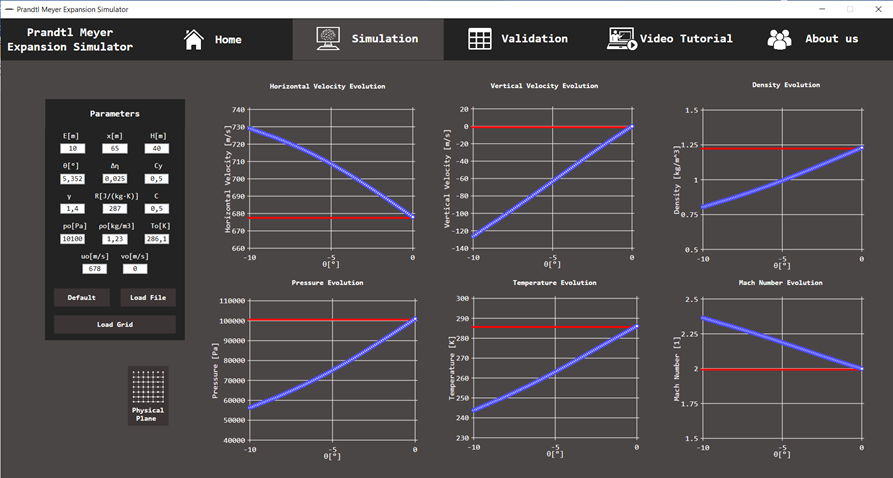 Prandtl Meyer Expansion Simulator
Prandtl Meyer
Expansion Simulator
Home
Simulation
Validation
Video Tutorial
About us
Parameters
E[m] x[m] H[m]
10 65 40
θ[°] Δη Cy
5,352 0,025 0,5
γ R[J/(kg·K)] C
1,4 287 0,5
po[Pa] ρo[kg/m3] To[K]
10100 1,23 286,1
uo[m/s] vo[m/s]
678 0
Default Load File
Load Grid
Physical
Plane
Horizontal Velocity Evolution
Horizontal Velocity [m/s]
740
730
720
710
700
690
680
670
660
-10 -5 0
θ[°]
Vertical Velocity Evolution
Vertical Velocity [m/s]
20
0
-20
-40
-60
-80
-100
-120
-140
-10 -5 0
θ[°]
Density Evolution
Density [kg/m^3]
1.5
1.25
1
0.75
0.5
-10 -5 0
θ[°]
Pressure Evolution
Pressure [Pa]
110000
100000
90000
80000
70000
60000
50000
40000
-10 -5 0
θ[°]
Temperature Evolution
Temperature [K]
300
290
280
270
260
250
240
230
-10 -5 0
θ[°]
Mach Number Evolution
Mach Number [1]
2.5
2.25
2
1.75
1.5
-10 -5 0
θ[°]